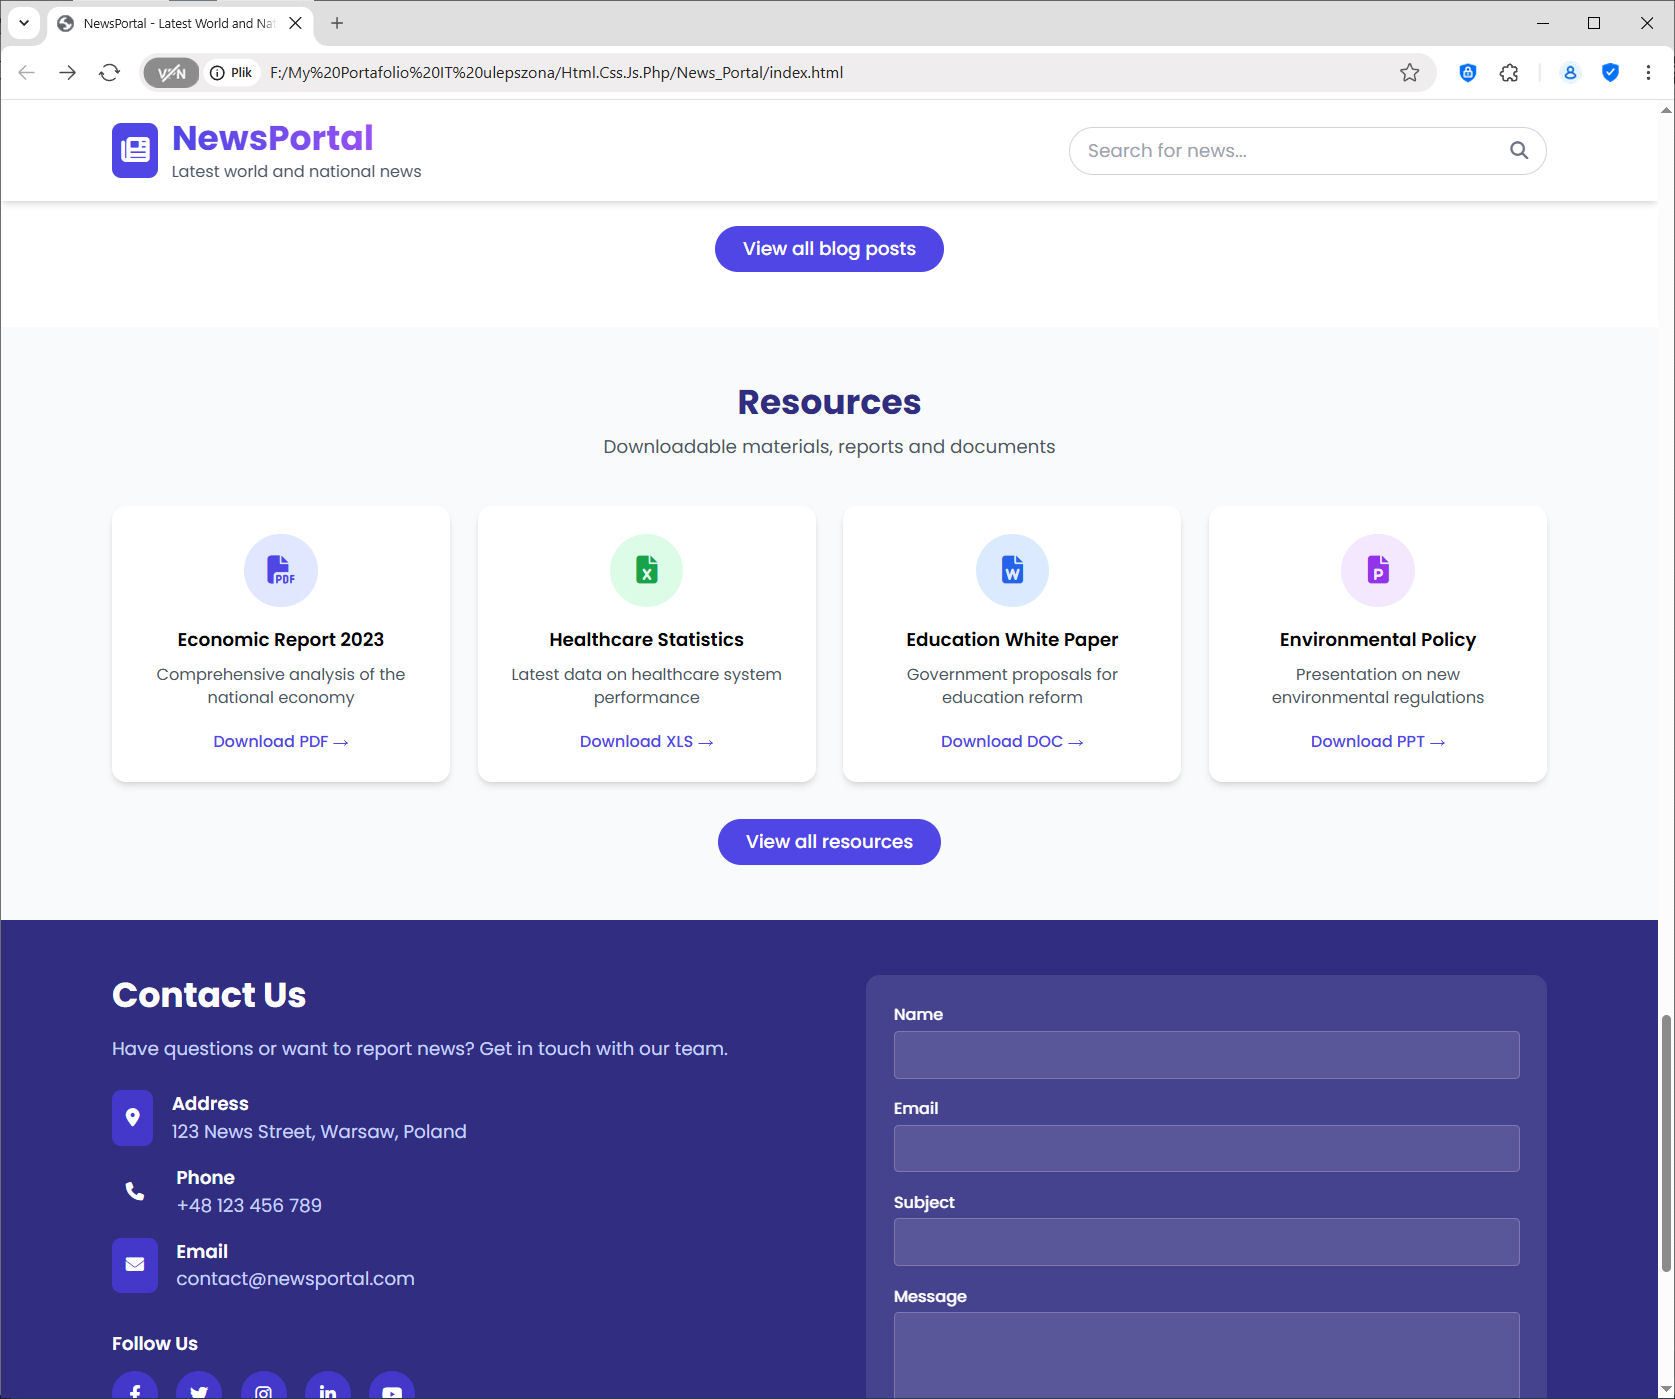 NewsPortal - Latest World and Na
VPN
Plik
F:/My%20Portafolio%20IT%20ulepszona/Html.Css.Js.Php/News_Portal/index.html
NewsPortal
Latest world and national news
Search for news...
View all blog posts
Resources
Downloadable materials, reports and documents
PDF
X
W
P
Economic Report 2023
Comprehensive analysis of the
national economy
Download PDF →
Healthcare Statistics
Latest data on healthcare system
performance
Download XLS →
Education White Paper
Government proposals for
education reform
Download DOC →
Environmental Policy
Presentation on new
environmental regulations
Download PPT →
View all resources
Contact Us
Have questions or want to report news? Get in touch with our team.
Address
123 News Street, Warsaw, Poland
Phone
+48 123 456 789
Email
contact@newsportal.com
Follow Us
Name
Email
Subject
Message